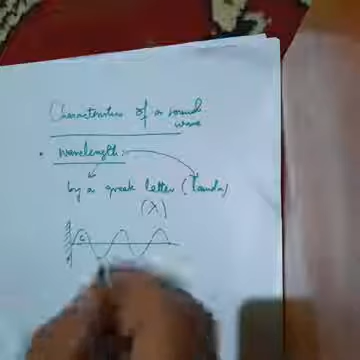 Characteristics of a sound
wave
• Wavelength :-
by a greek letter (lamda)
(λ)
C